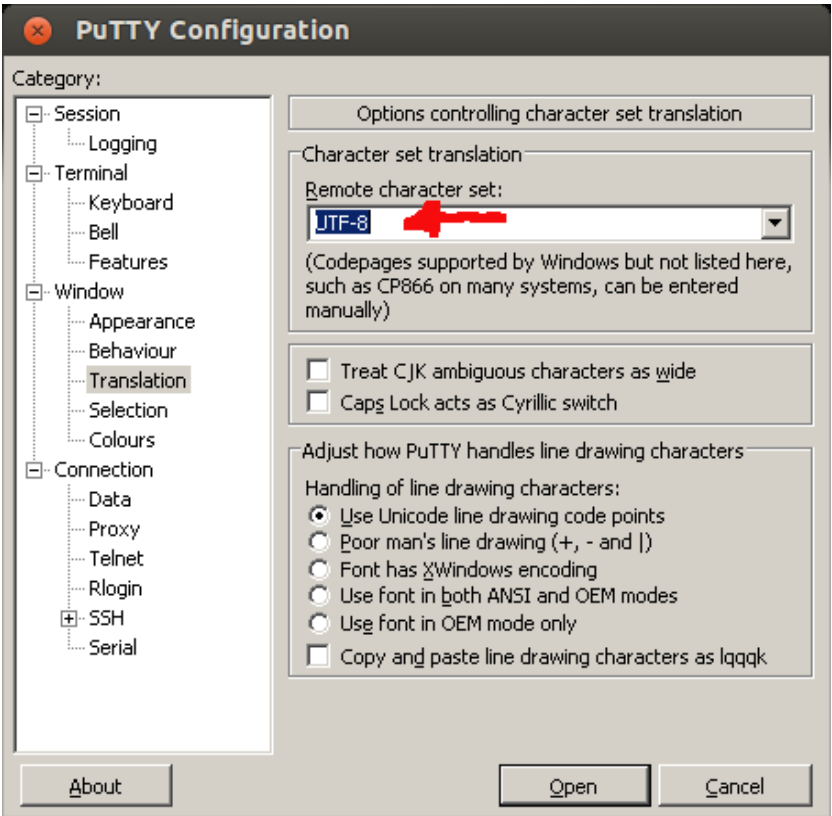 PuTTY Configuration
Category:
Session
Logging
Terminal
Keyboard
Bell
Features
Window
Appearance
Behaviour
Translation
Selection
Colours
Connection
Data
Proxy
Telnet
Rlogin
SSH
Serial
Options controlling character set translation
Character set translation
Remote character set:
UTF-8
(Codepages supported by Windows but not listed here,
such as CP866 on many systems, can be entered
manually)
Treat CJK ambiguous characters as wide
Caps Lock acts as Cyrillic switch
Adjust how PuTTY handles line drawing characters
Handling of line drawing characters:
Use Unicode line drawing code points
Poor man's line drawing (+, - and |)
Font has XWindows encoding
Use font in both ANSI and OEM modes
Use font in OEM mode only
Copy and paste line drawing characters as lqqqk
About
Open
Cancel